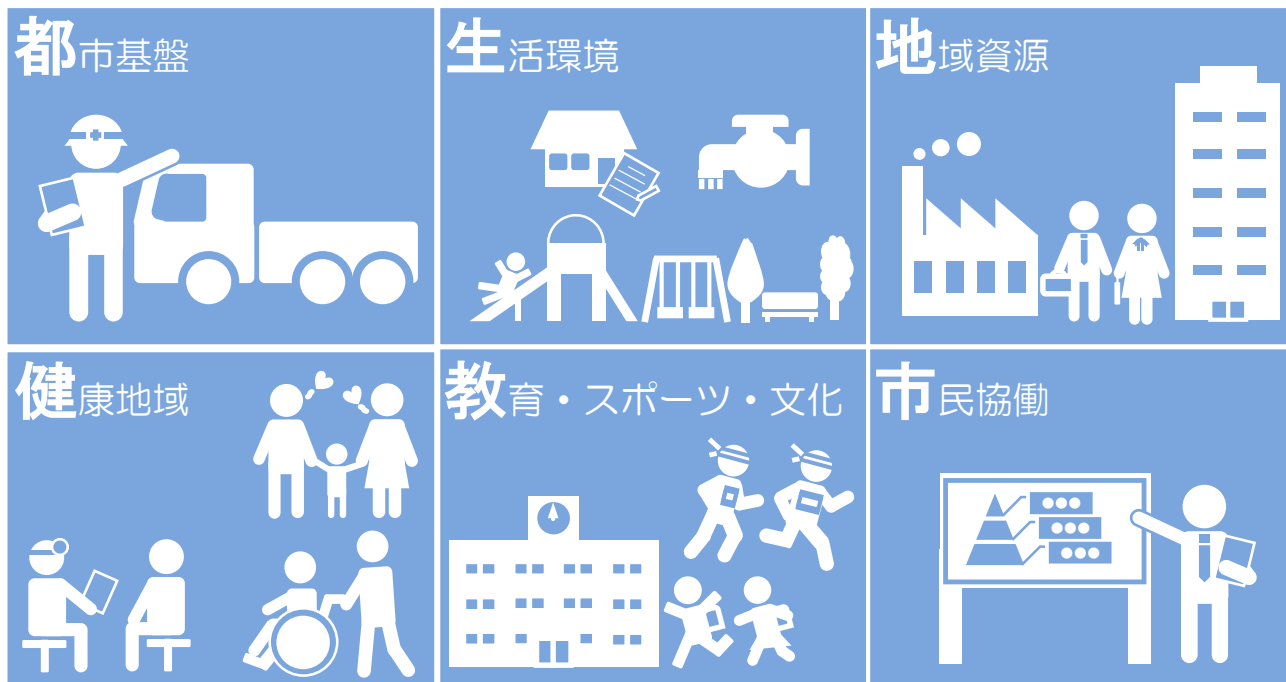 都市基盤
生活環境
地域資源
健康地域
教育・スポーツ・文化
市民協働